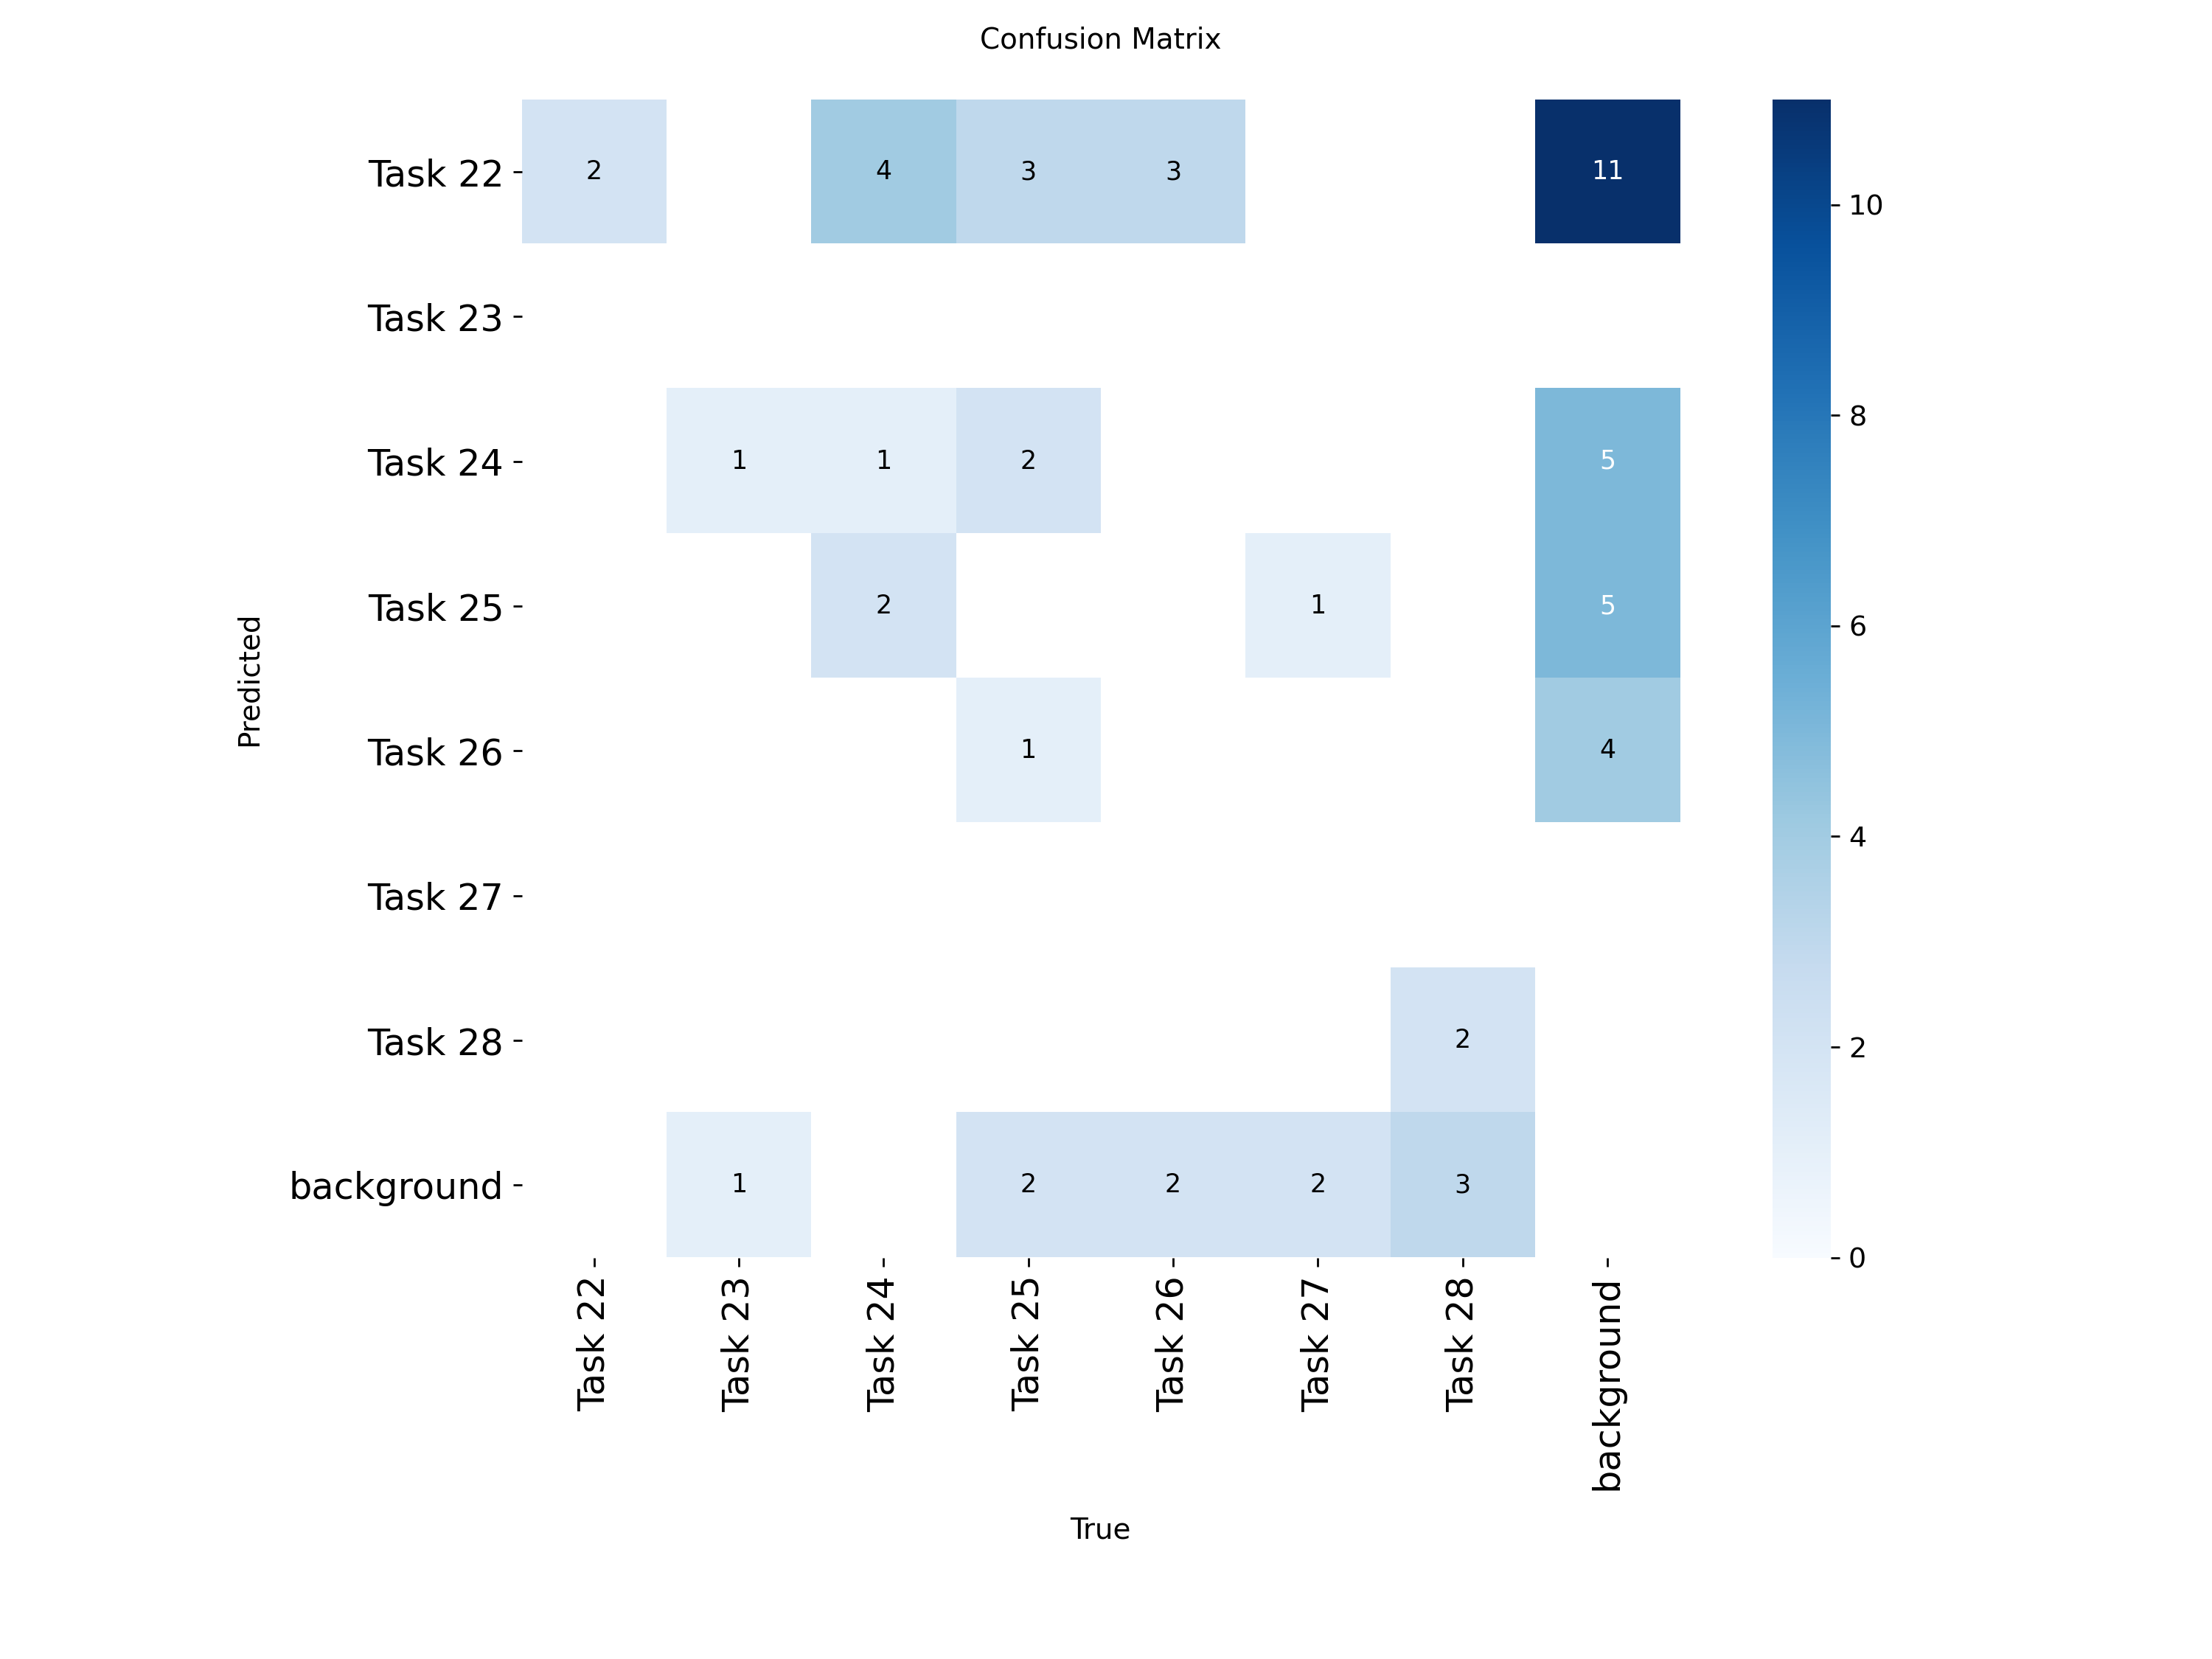 Confusion Matrix
Task 22 2 4 3 3 11
Task 23
Task 24 1 1 2 5
Task 25 2 1 5
Task 26 1 4
Task 27
Task 28 2
background 1 2 2 2 3
Predicted
Task 22 Task 23 Task 24 Task 25 Task 26 Task 27 Task 28 background
True
10
8
6
4
2
0